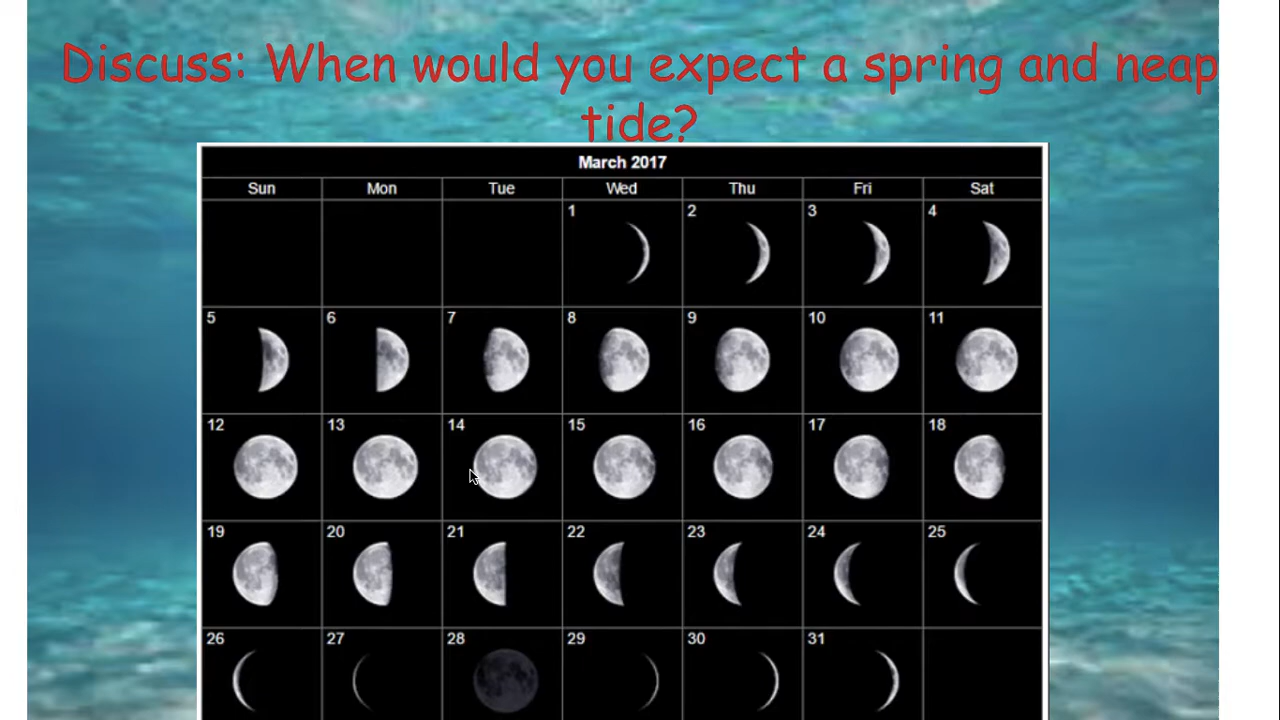 Discuss: When would you expect a spring and neap
tide?
March 2017
Sun Mon Tue Wed Thu Fri Sat
1 2 3 4
5 6 7 8 9 10 11
12 13 14 15 16 17 18
19 20 21 22 23 24 25
26 27 28 29 30 31